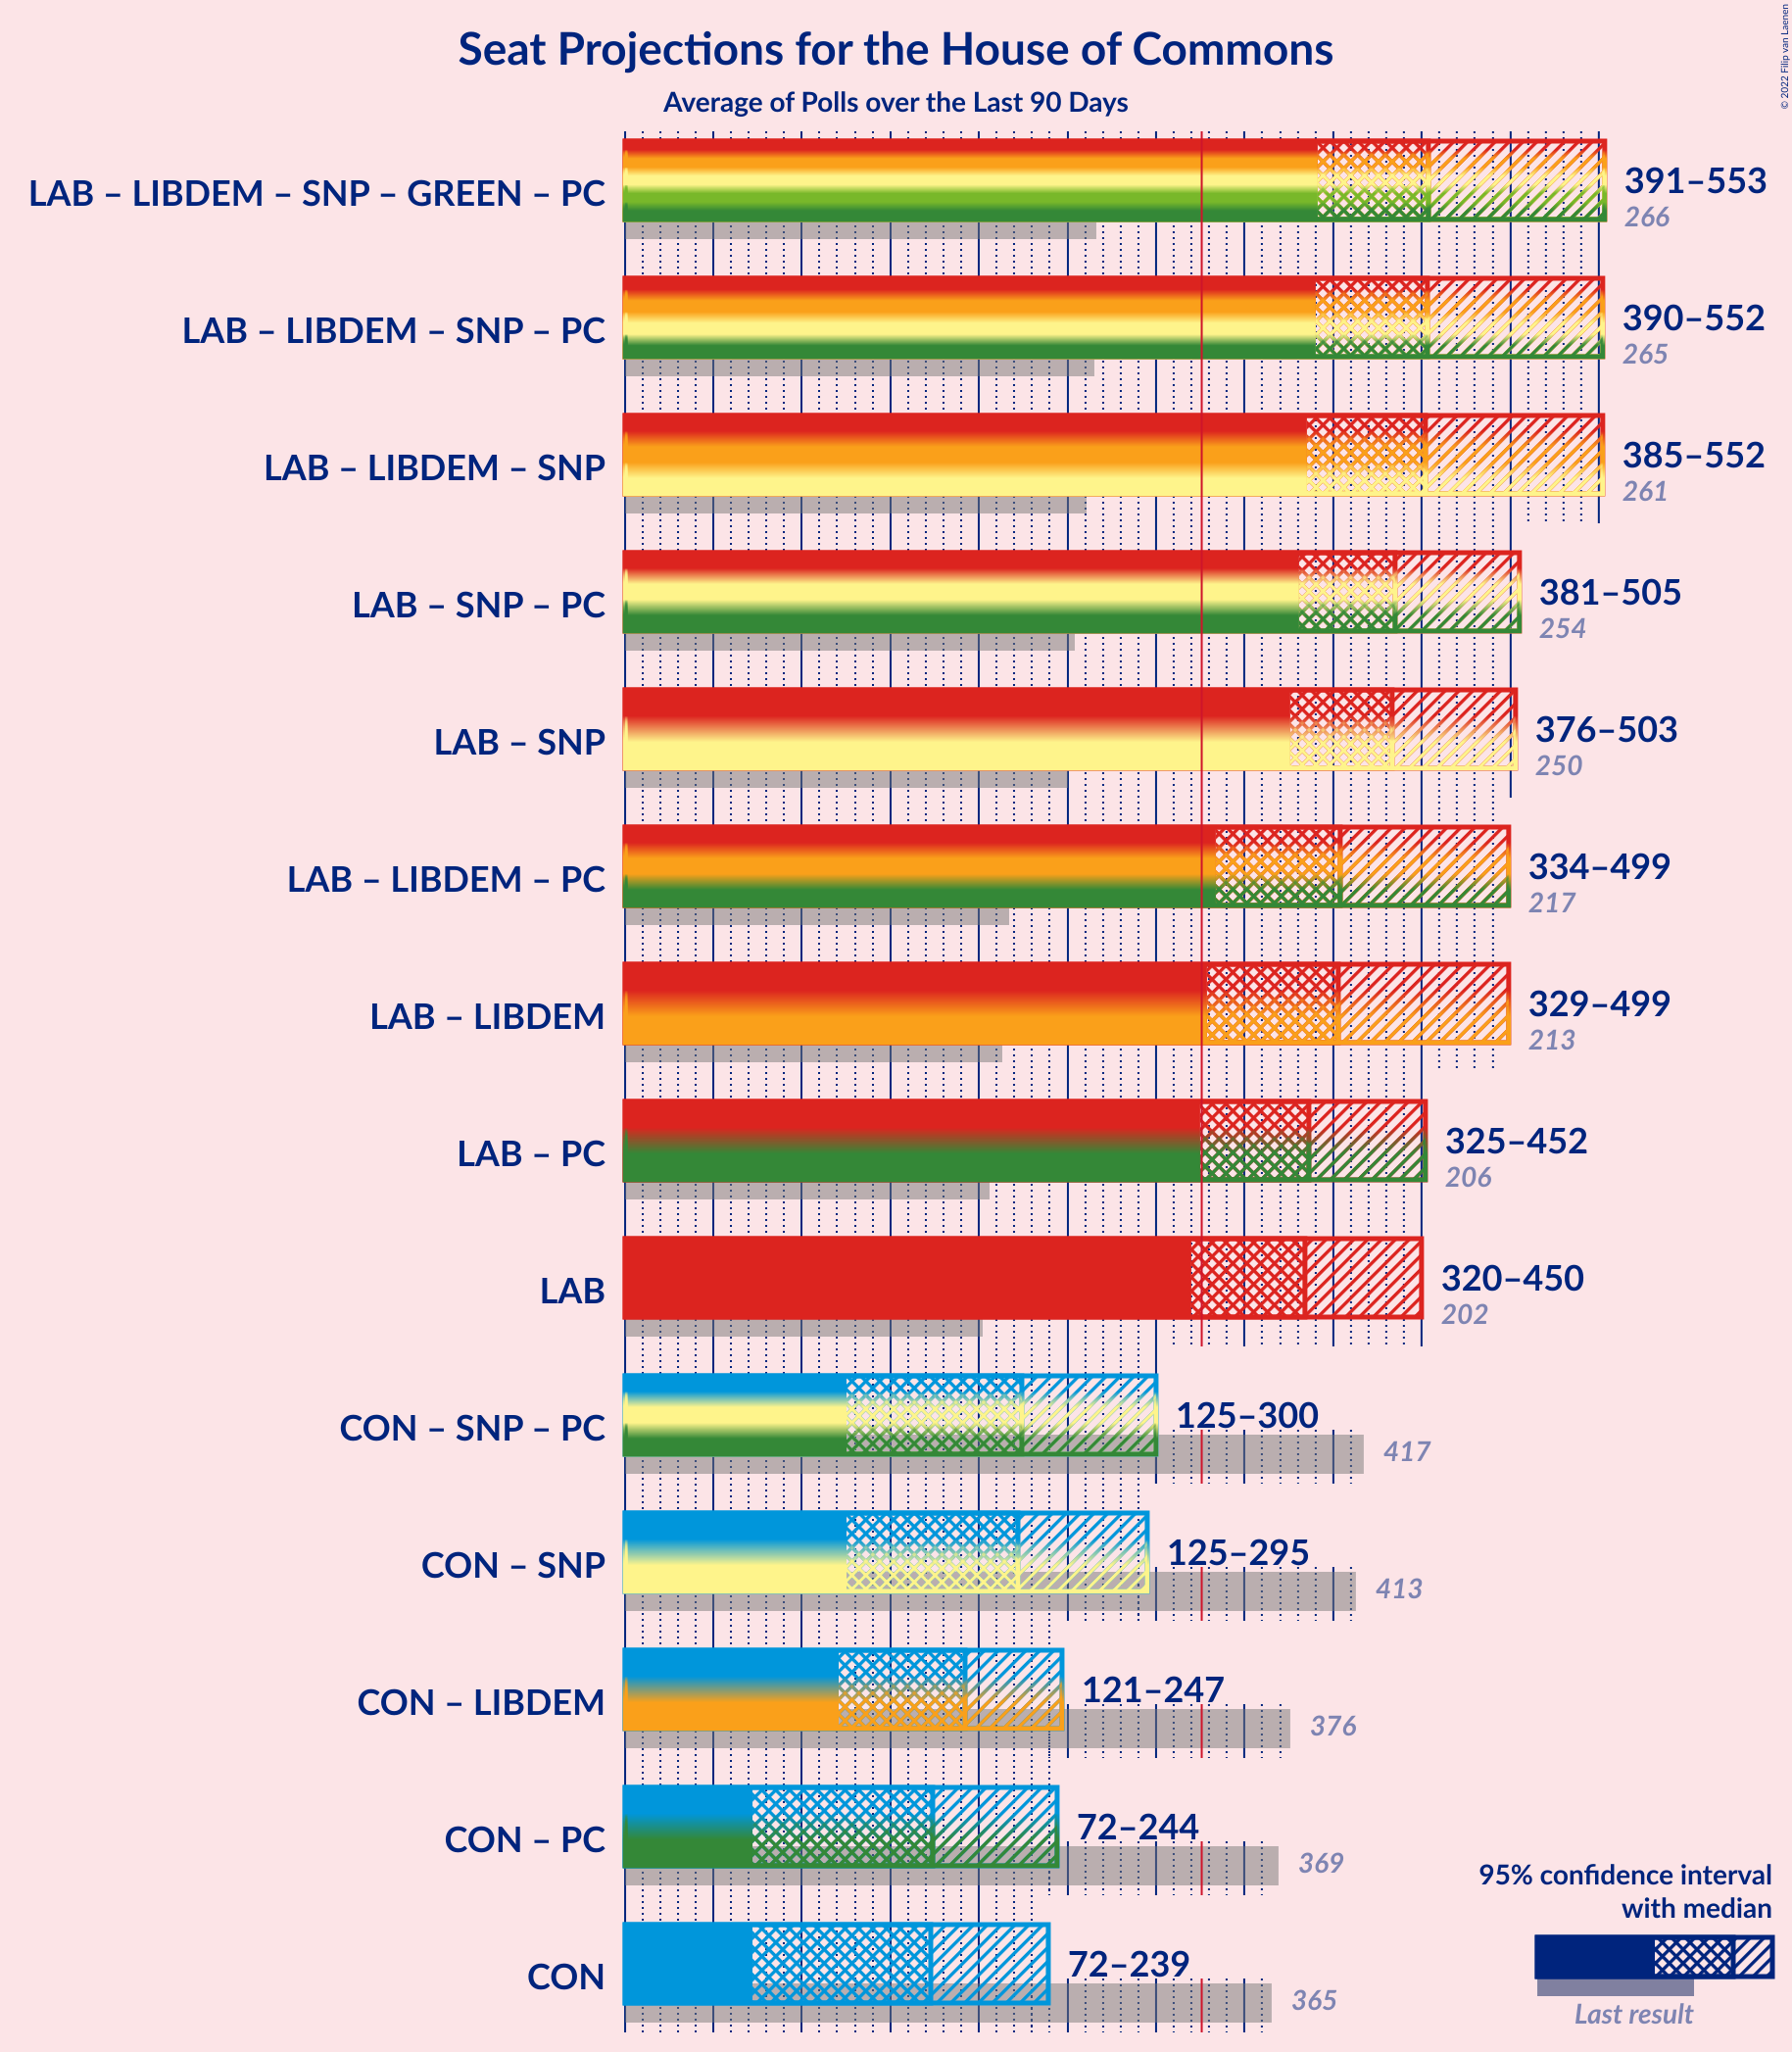 Seat Projections for the House of Commons
Average of Polls over the Last 90 Days
© 2022 Filip van Laenen
LAB – LIBDEM – SNP – GREEN – PC
391–553
266
LAB – LIBDEM – SNP – PC
390–552
265
LAB – LIBDEM – SNP
385–552
261
LAB – SNP – PC
381–505
254
LAB – SNP
376–503
250
LAB – LIBDEM – PC
334–499
217
LAB – LIBDEM
329–499
213
LAB – PC
325–452
206
LAB
320–450
202
CON – SNP – PC
125–300
417
CON – SNP
125–295
413
CON – LIBDEM
121–247
376
CON – PC
72–244
369
CON
72–239
365
95% confidence interval
with median
Last result